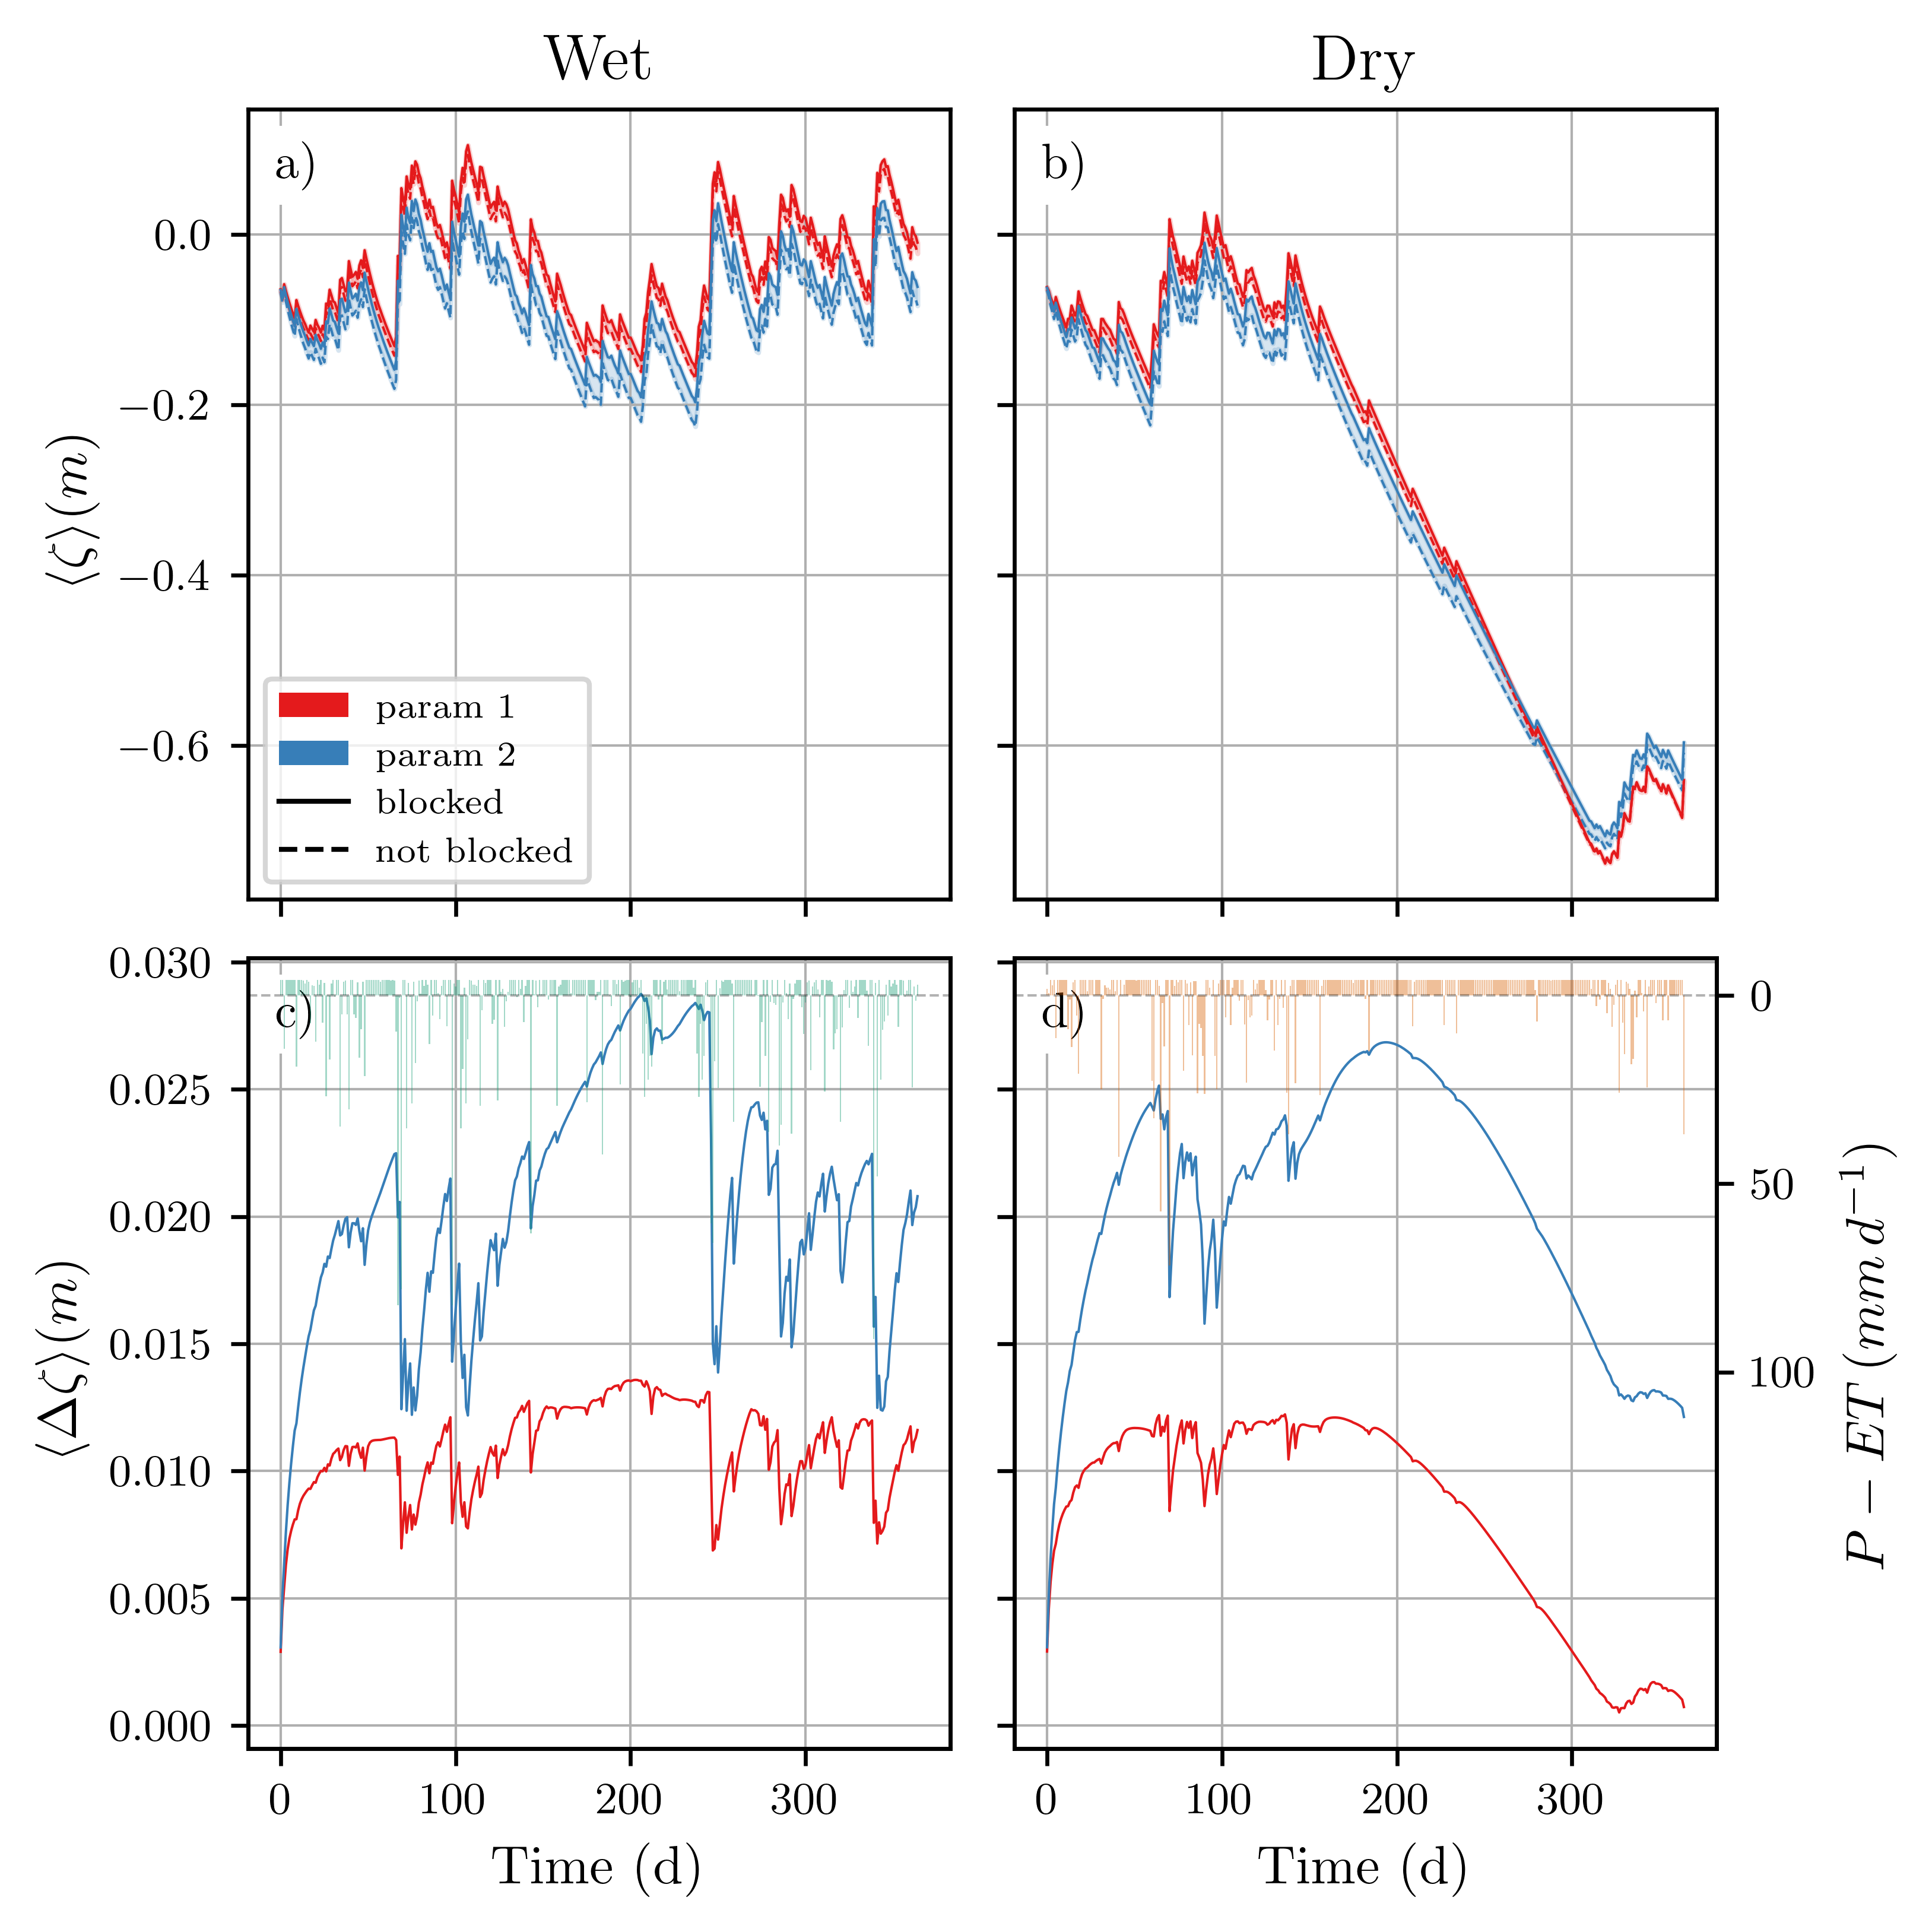 Wet
Dry
a)
b)
0.0
−0.2
−0.4
−0.6
⟨ζ⟩(m)
param 1
param 2
blocked
not blocked
c)
d)
0.030
0.025
0.020
0.015
0.010
0.005
0.000
⟨Δζ⟩(m)
0
50
100
P − ET (mm d⁻¹)
0 100 200 300
0 100 200 300
Time (d)
Time (d)